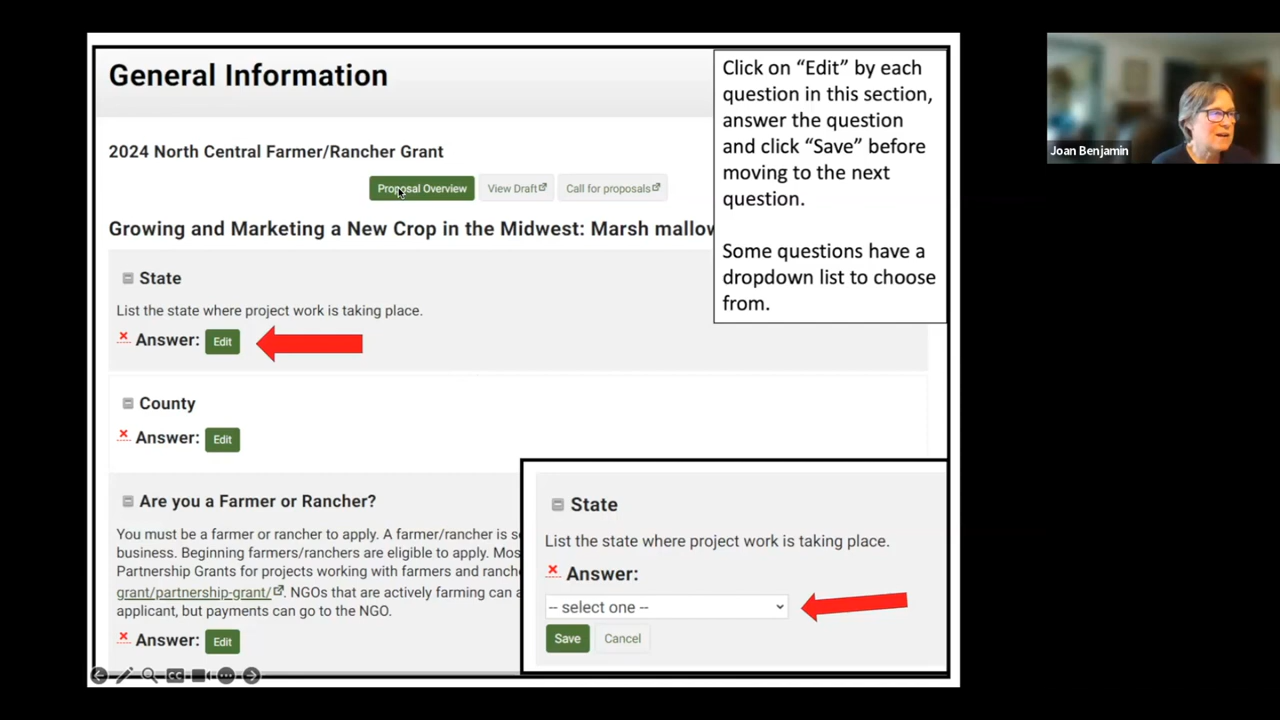 General Information
2024 North Central Farmer/Rancher Grant
Proposal Overview
View Draft
Call for proposals
Growing and Marketing a New Crop in the Midwest: Marsh mallow
State
List the state where project work is taking place.
Answer: Edit
County
Answer: Edit
Are you a Farmer or Rancher?
You must be a farmer or rancher to apply. A farmer/rancher is
business. Beginning farmers/ranchers are eligible to apply.
Partnership Grants for projects working with farmers and
grant/partnership-grant/ . NGOs that are actively farming can
applicant, but payments can go to the NGO.
Answer: Edit
Click on “Edit” by each
question in this section,
answer the question
and click “Save” before
moving to the next
question.
Some questions have a
dropdown list to choose
from.
State
List the state where project work is taking place.
Answer:
-- select one --
Save Cancel
CC
Joan Benjamin